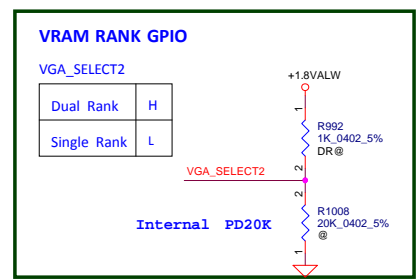 VRAM RANK GPIO
VGA_SELECT2
Dual Rank H
Single Rank L
+1.8VALW
1
R992
1K_0402_5%
DR@
2
VGA_SELECT2
2
Internal PD20K
R1008
20K_0402_5%
@
1